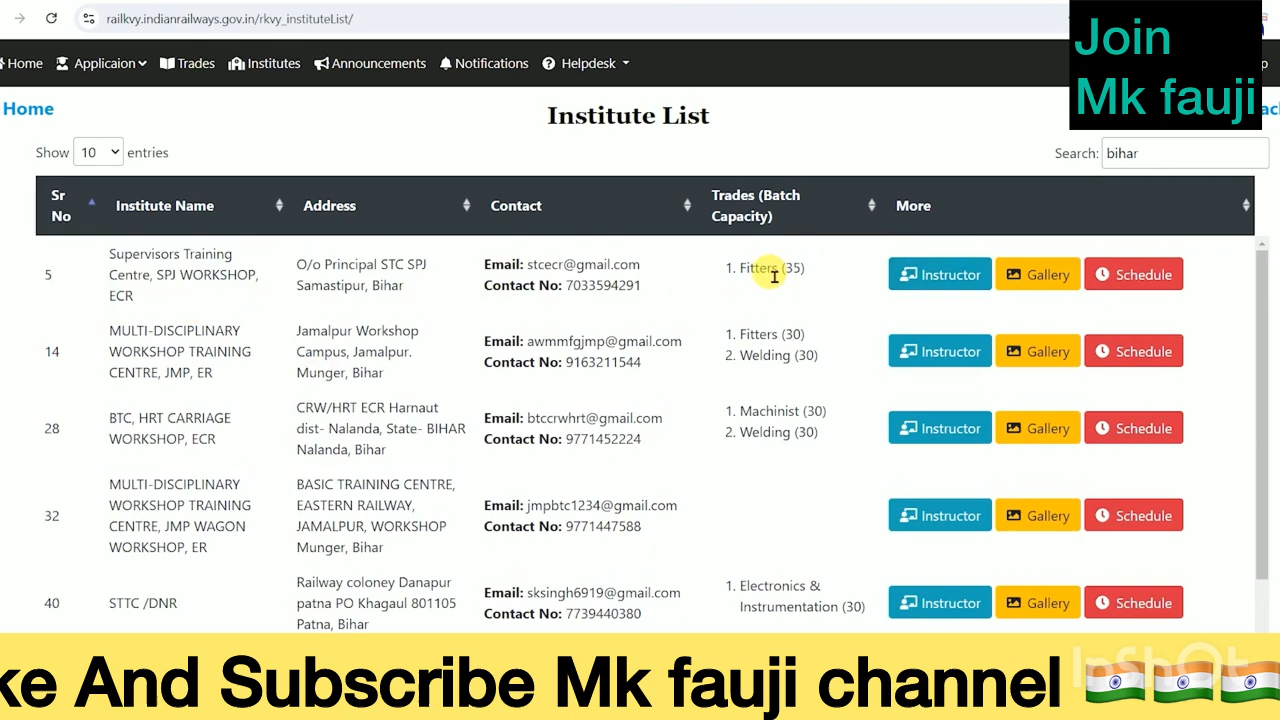 railkvy.indianrailways.gov.in/rkvy_instituteList/
Join
Mk fauji
Home Applicaion Trades Institutes Announcements Notifications Helpdesk
Home
Institute List
Show 10 entries
Search: bihar
Sr No Institute Name Address Contact Trades (Batch Capacity) More
5
Supervisors Training
Centre, SPJ WORKSHOP,
ECR
O/o Principal STC SPJ
Samastipur, Bihar
Email: stcecr@gmail.com
Contact No: 7033594291
1. Fitters (35)
Instructor Gallery Schedule
14
MULTI-DISCIPLINARY
WORKSHOP TRAINING
CENTRE, JMP, ER
Jamalpur Workshop
Campus, Jamalpur.
Munger, Bihar
Email: awmmfgjmp@gmail.com
Contact No: 9163211544
1. Fitters (30)
2. Welding (30)
Instructor Gallery Schedule
28
BTC, HRT CARRIAGE
WORKSHOP, ECR
CRW/HRT ECR Harnaut
dist- Nalanda, State- BIHAR
Nalanda, Bihar
Email: btccrwhrt@gmail.com
Contact No: 9771452224
1. Machinist (30)
2. Welding (30)
Instructor Gallery Schedule
32
MULTI-DISCIPLINARY
WORKSHOP TRAINING
CENTRE, JMP WAGON
WORKSHOP, ER
BASIC TRAINING CENTRE,
EASTERN RAILWAY,
JAMALPUR, WORKSHOP
Munger, Bihar
Email: jmpbtc1234@gmail.com
Contact No: 9771447588
Instructor Gallery Schedule
40
STTC /DNR
Railway coloney Danapur
patna PO Khagaul 801105
Patna, Bihar
Email: sksingh6919@gmail.com
Contact No: 7739440380
1. Electronics &
Instrumentation (30)
Instructor Gallery Schedule
ke And Subscribe Mk fauji channel 🇮🇳🇮🇳🇮🇳
InShOt